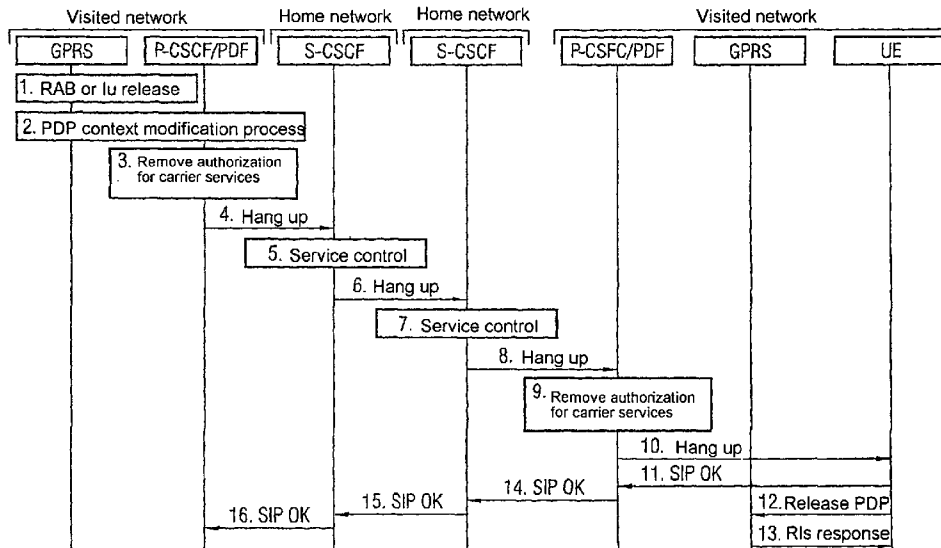 Visited network
Home network
Home network
Visited network
GPRS
P-CSCF/PDF
S-CSCF
S-CSCF
P-CSFC/PDF
GPRS
UE
1. RAB or Iu release
2. PDP context modification process
3. Remove authorization
for carrier services
4. Hang up
5. Service control
6. Hang up
7. Service control
8. Hang up
9. Remove authorization
for carrier services
10. Hang up
11. SIP OK
14. SIP OK
12. Release PDP
15. SIP OK
16. SIP OK
13. Rls response